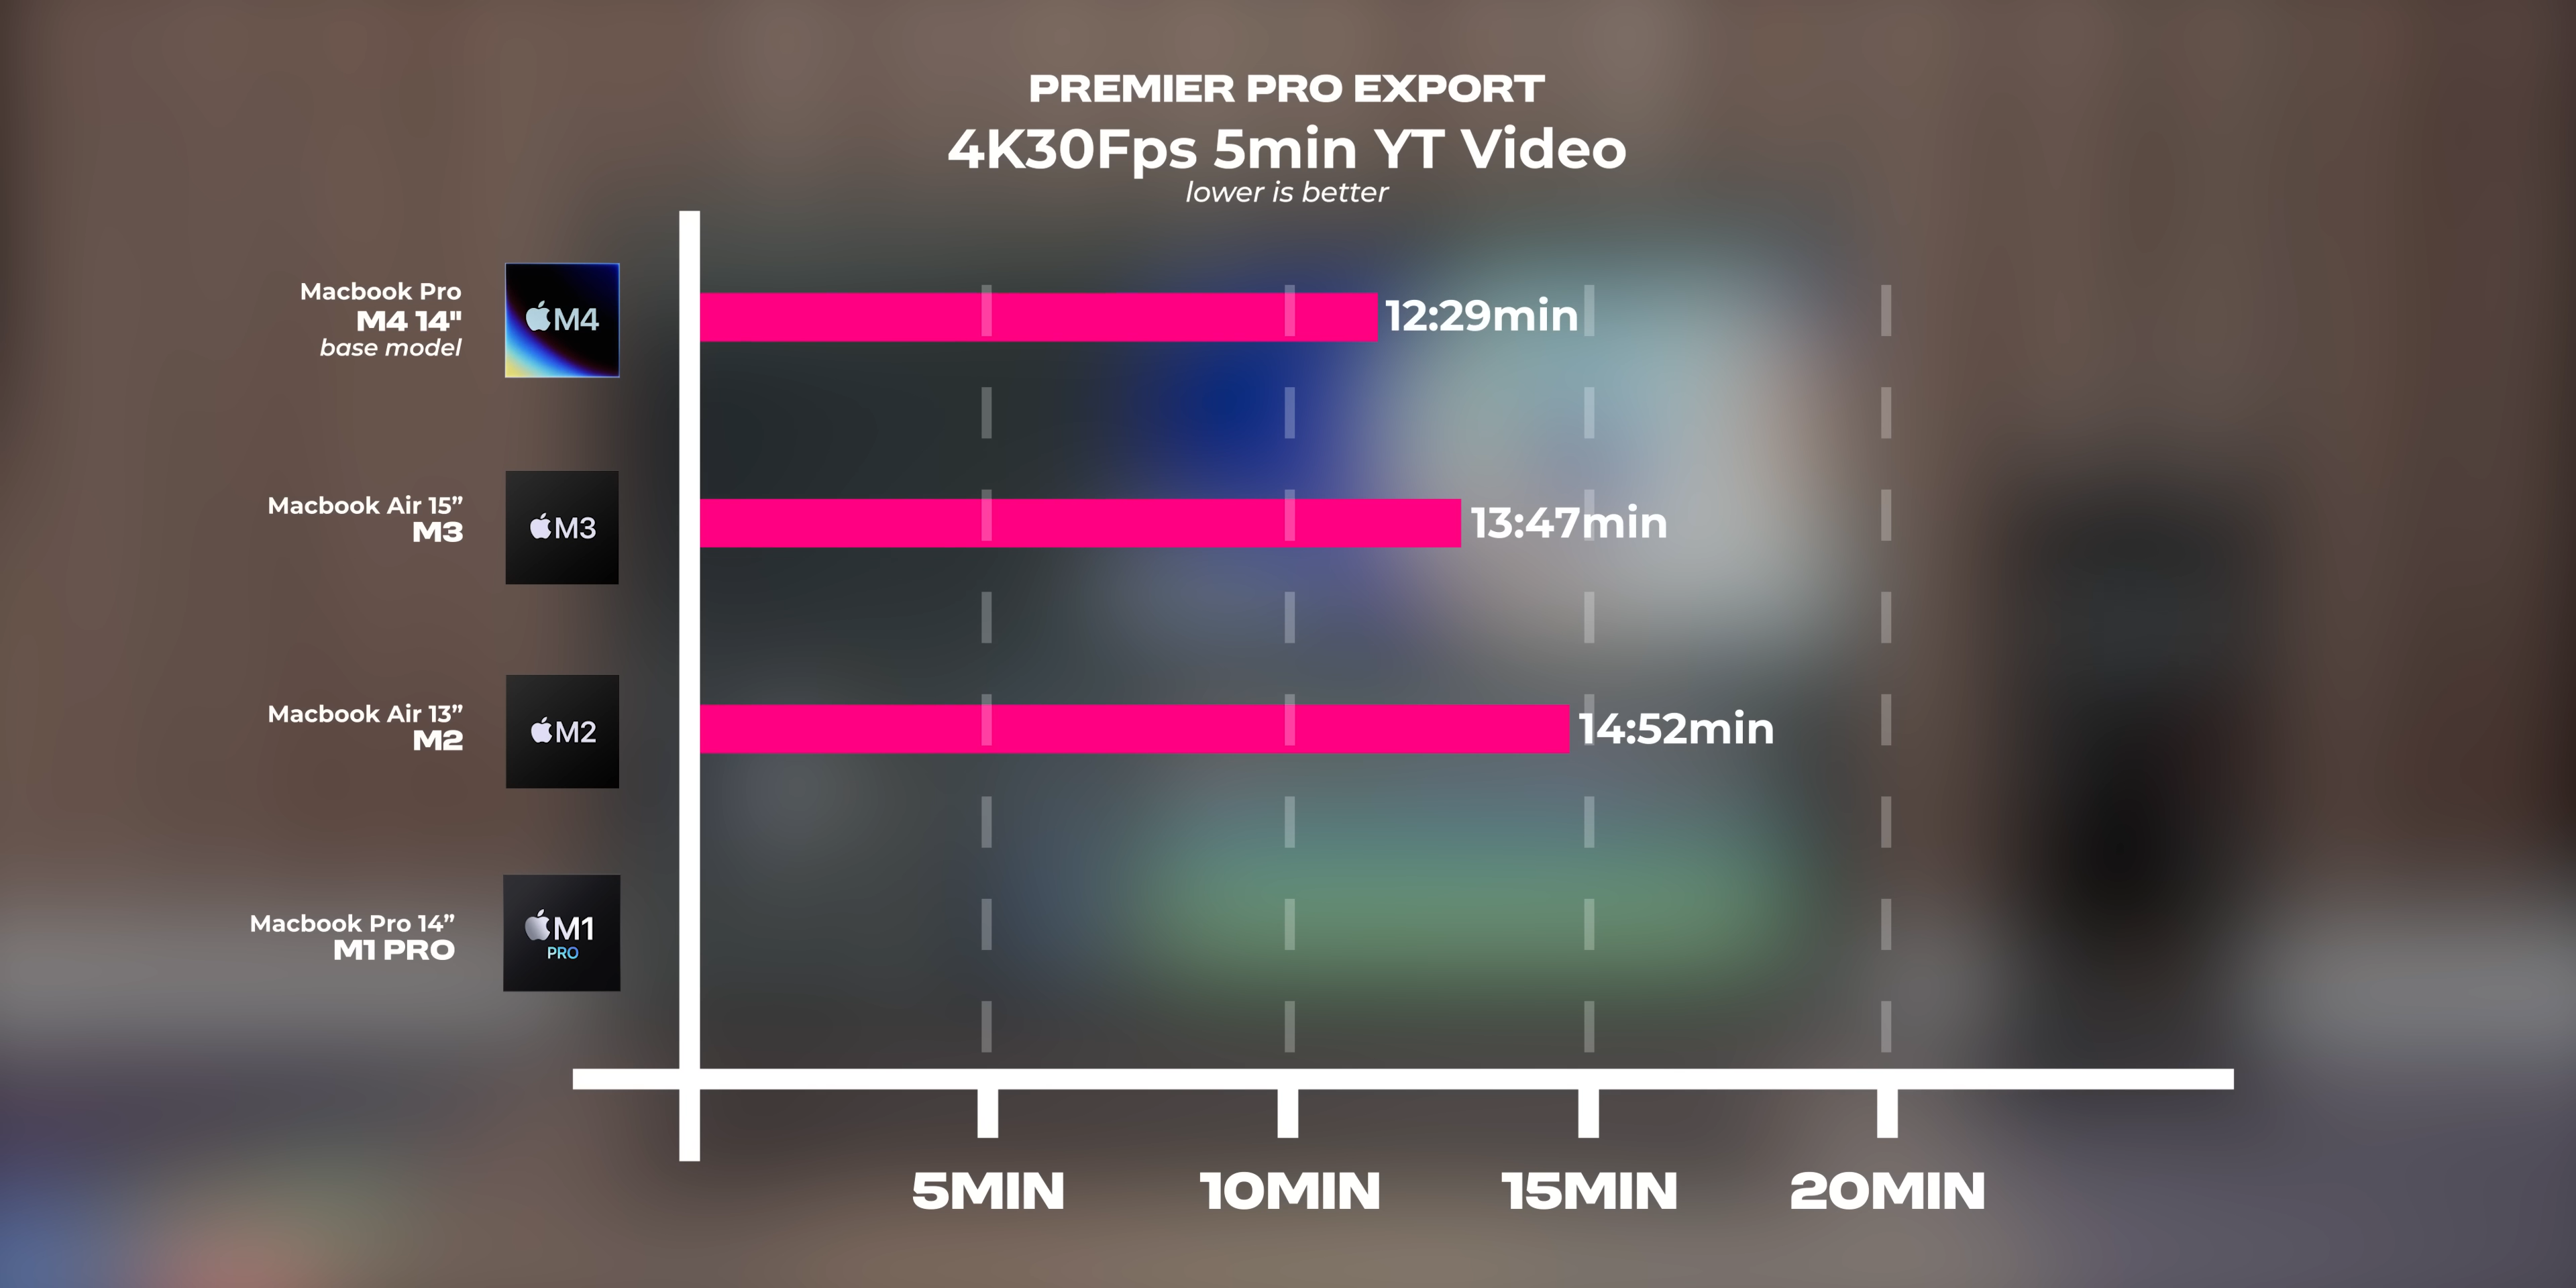 PREMIER PRO EXPORT
4K30Fps 5min YT Video
lower is better
Macbook Pro
M4 14"
base model
M4
12:29min
Macbook Air 15”
M3
M3
13:47min
Macbook Air 13”
M2
M2
14:52min
Macbook Pro 14”
M1 PRO
M1
PRO
5MIN
10MIN
15MIN
20MIN